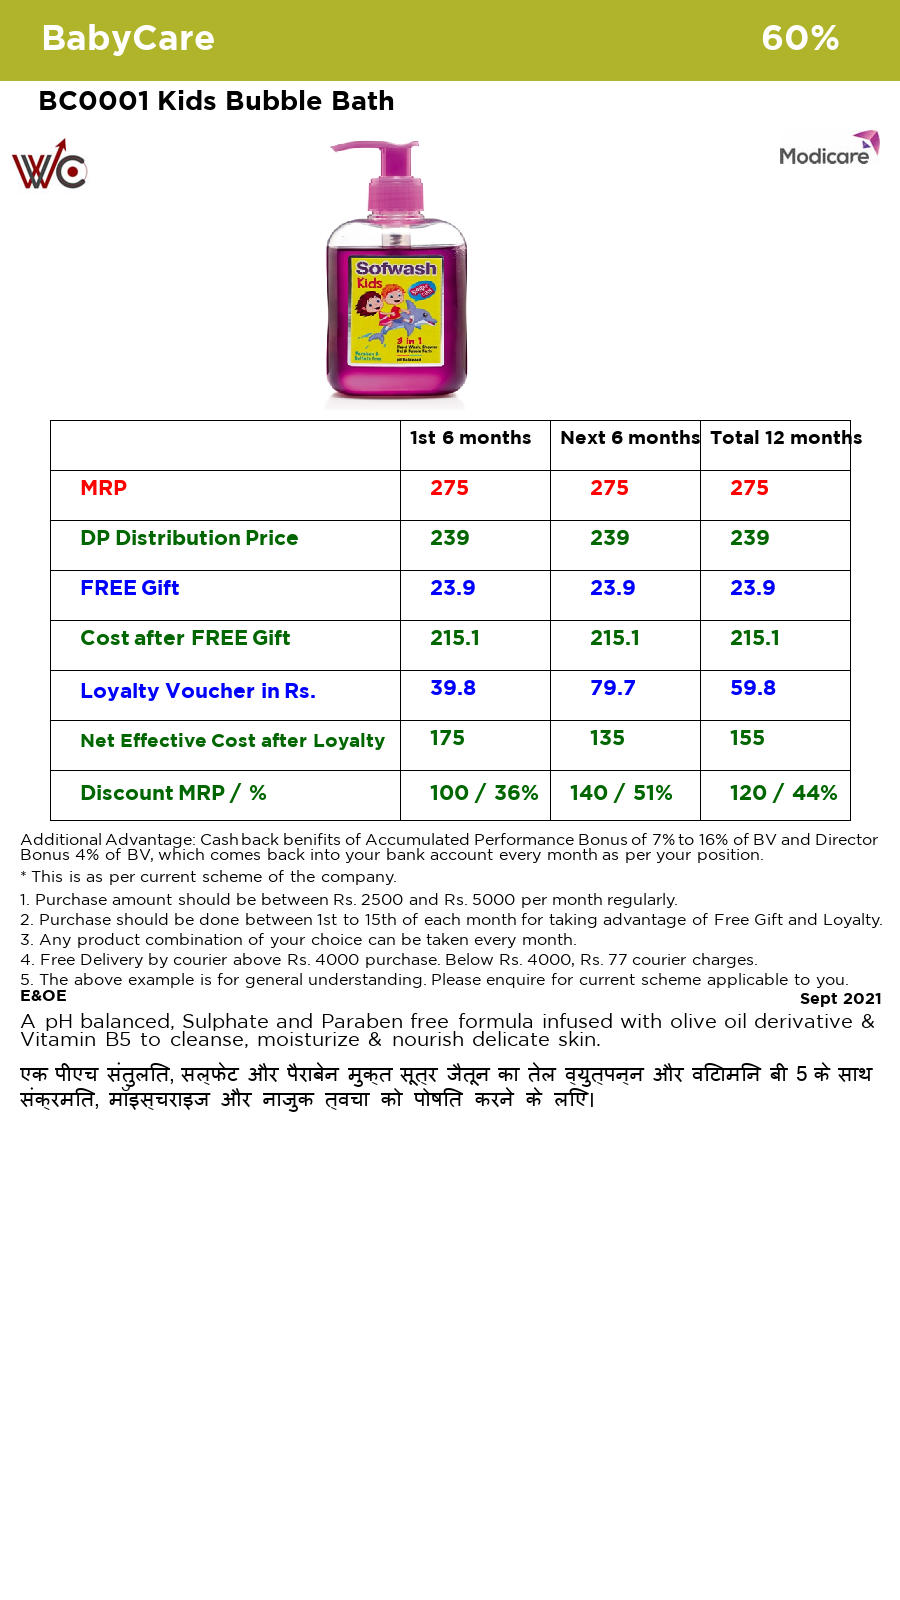 BabyCare 60%
BC0001 Kids Bubble Bath
WC
Modicare
Sofwash
Kids
3 in 1
1st 6 months Next 6 months Total 12 months
MRP 275 275 275
DP Distribution Price 239 239 239
FREE Gift 23.9 23.9 23.9
Cost after FREE Gift 215.1 215.1 215.1
Loyalty Voucher in Rs. 39.8 79.7 59.8
Net Effective Cost after Loyalty 175 135 155
Discount MRP / % 100 / 36% 140 / 51% 120 / 44%
Additional Advantage: Cashback benifits of Accumulated Performance Bonus of 7% to 16% of BV and Director
Bonus 4% of BV, which comes back into your bank account every month as per your position.
* This is as per current scheme of the company.
1. Purchase amount should be between Rs. 2500 and Rs. 5000 per month regularly.
2. Purchase should be done between 1st to 15th of each month for taking advantage of Free Gift and Loyalty.
3. Any product combination of your choice can be taken every month.
4. Free Delivery by courier above Rs. 4000 purchase. Below Rs. 4000, Rs. 77 courier charges.
5. The above example is for general understanding. Please enquire for current scheme applicable to you.
E&OE
Sept 2021
A pH balanced, Sulphate and Paraben free formula infused with olive oil derivative &
Vitamin B5 to cleanse, moisturize & nourish delicate skin.
एक पीएच संतुलित, सल्फेट और पैराबेन मुक्त सूत्र जैतून का तेल व्युत्पन्न और विटामिन बी 5 के साथ
संक्रमित, मॉइस्चराइज और नाजुक त्वचा को पोषित करने के लिए।